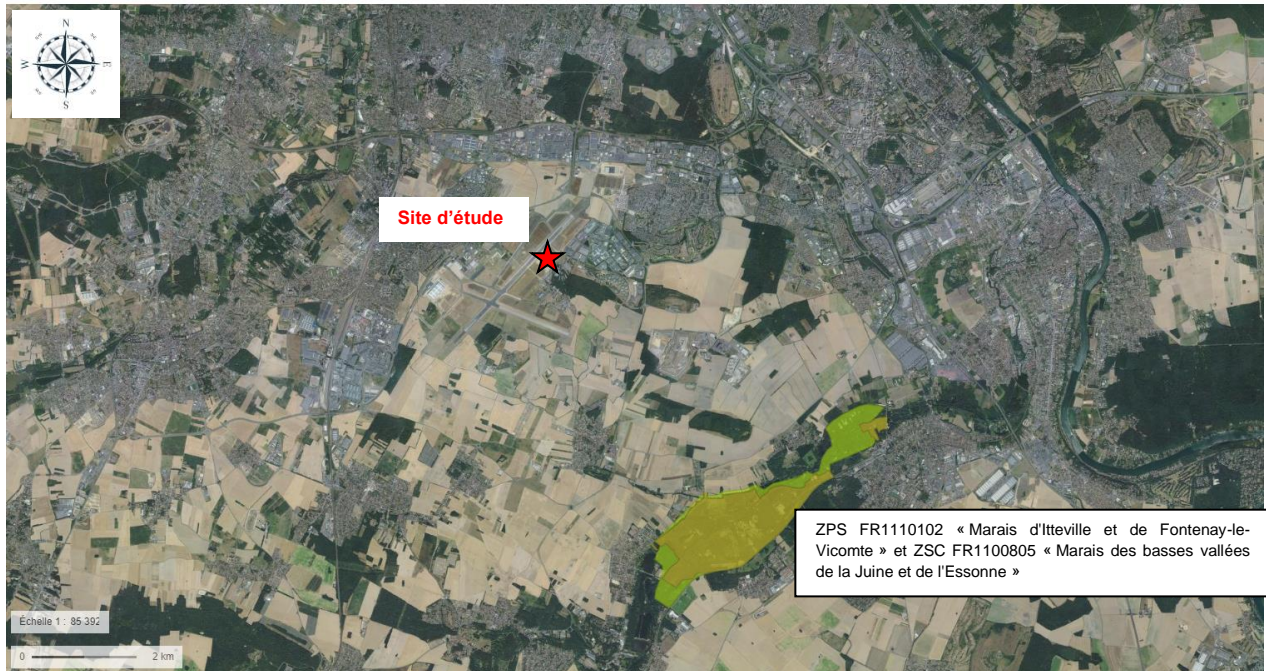 N
W
E
S
Site d'étude
ZPS FR1110102 « Marais d'Itteville et de Fontenay-le-
Vicomte » et ZSC FR1100805 « Marais des basses vallées
de la Juine et de l'Essonne »
Échelle 1 : 85 392
0 2 km